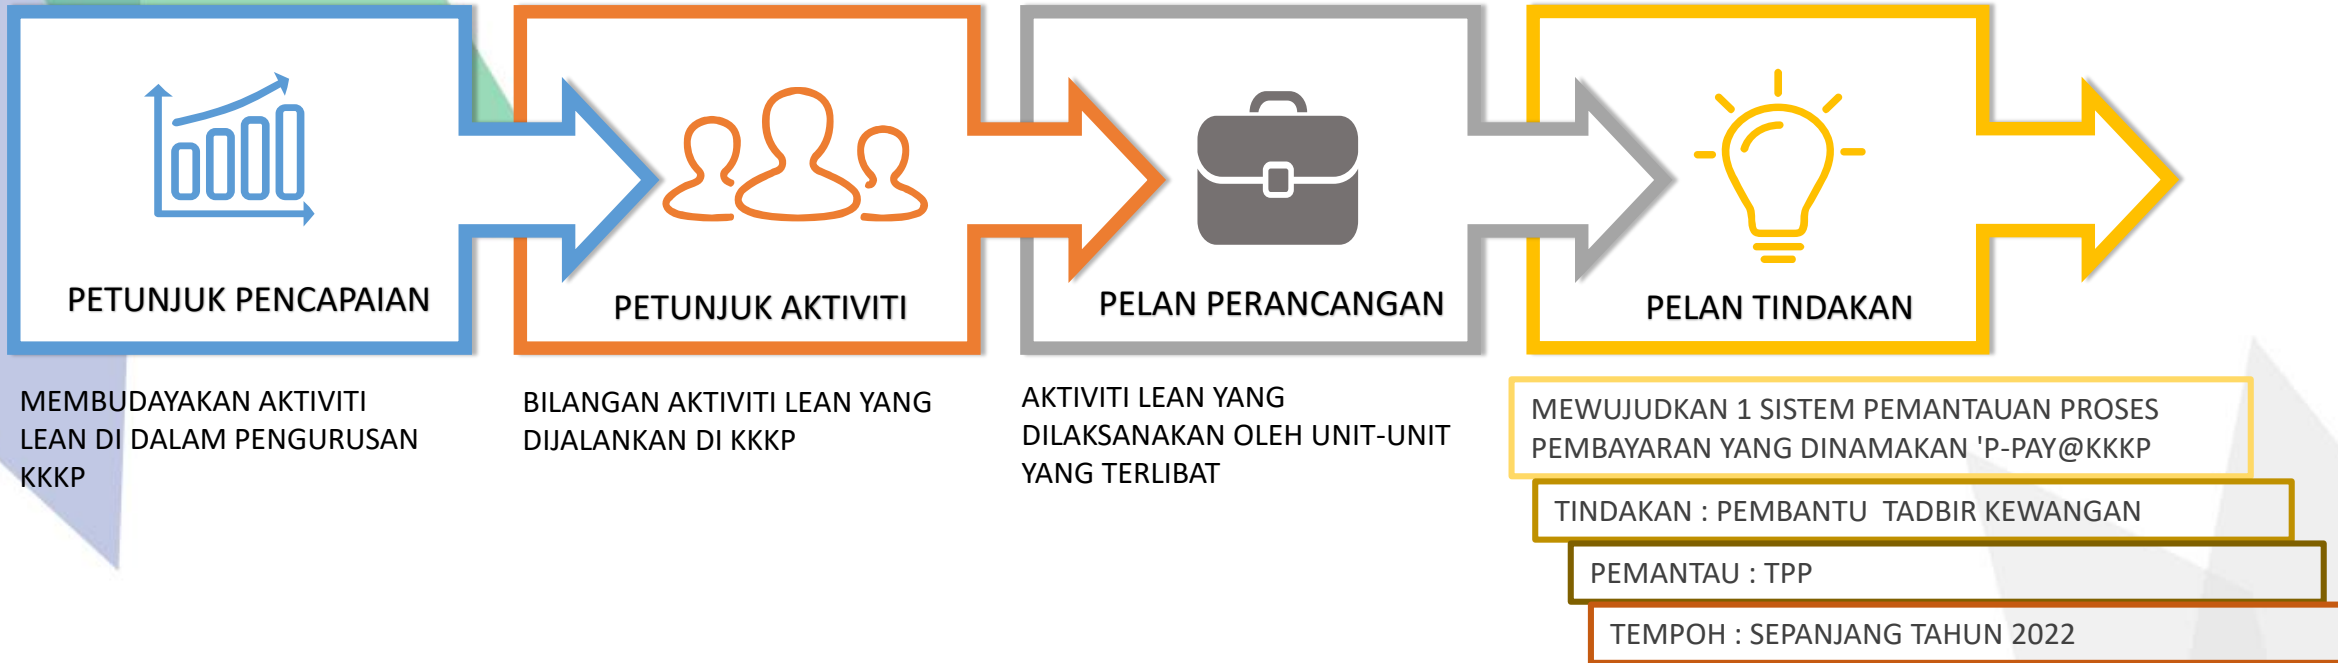 PETUNJUK PENCAPAIAN
MEMBUDAYAKAN AKTIVITI
LEAN DI DALAM PENGURUSAN
KKKP
PETUNJUK AKTIVITI
BILANGAN AKTIVITI LEAN YANG
DIJALANKAN DI KKKP
PELAN PERANCANGAN
AKTIVITI LEAN YANG
DILAKSANAKAN OLEH UNIT-UNIT
YANG TERLIBAT
PELAN TINDAKAN
MEWUJUDKAN 1 SISTEM PEMANTAUAN PROSES
PEMBAYARAN YANG DINAMAKAN 'P-PAY@KKKP
TINDAKAN : PEMBANTU  TADBIR KEWANGAN
PEMANTAU : TPP
TEMPOH : SEPANJANG TAHUN 2022